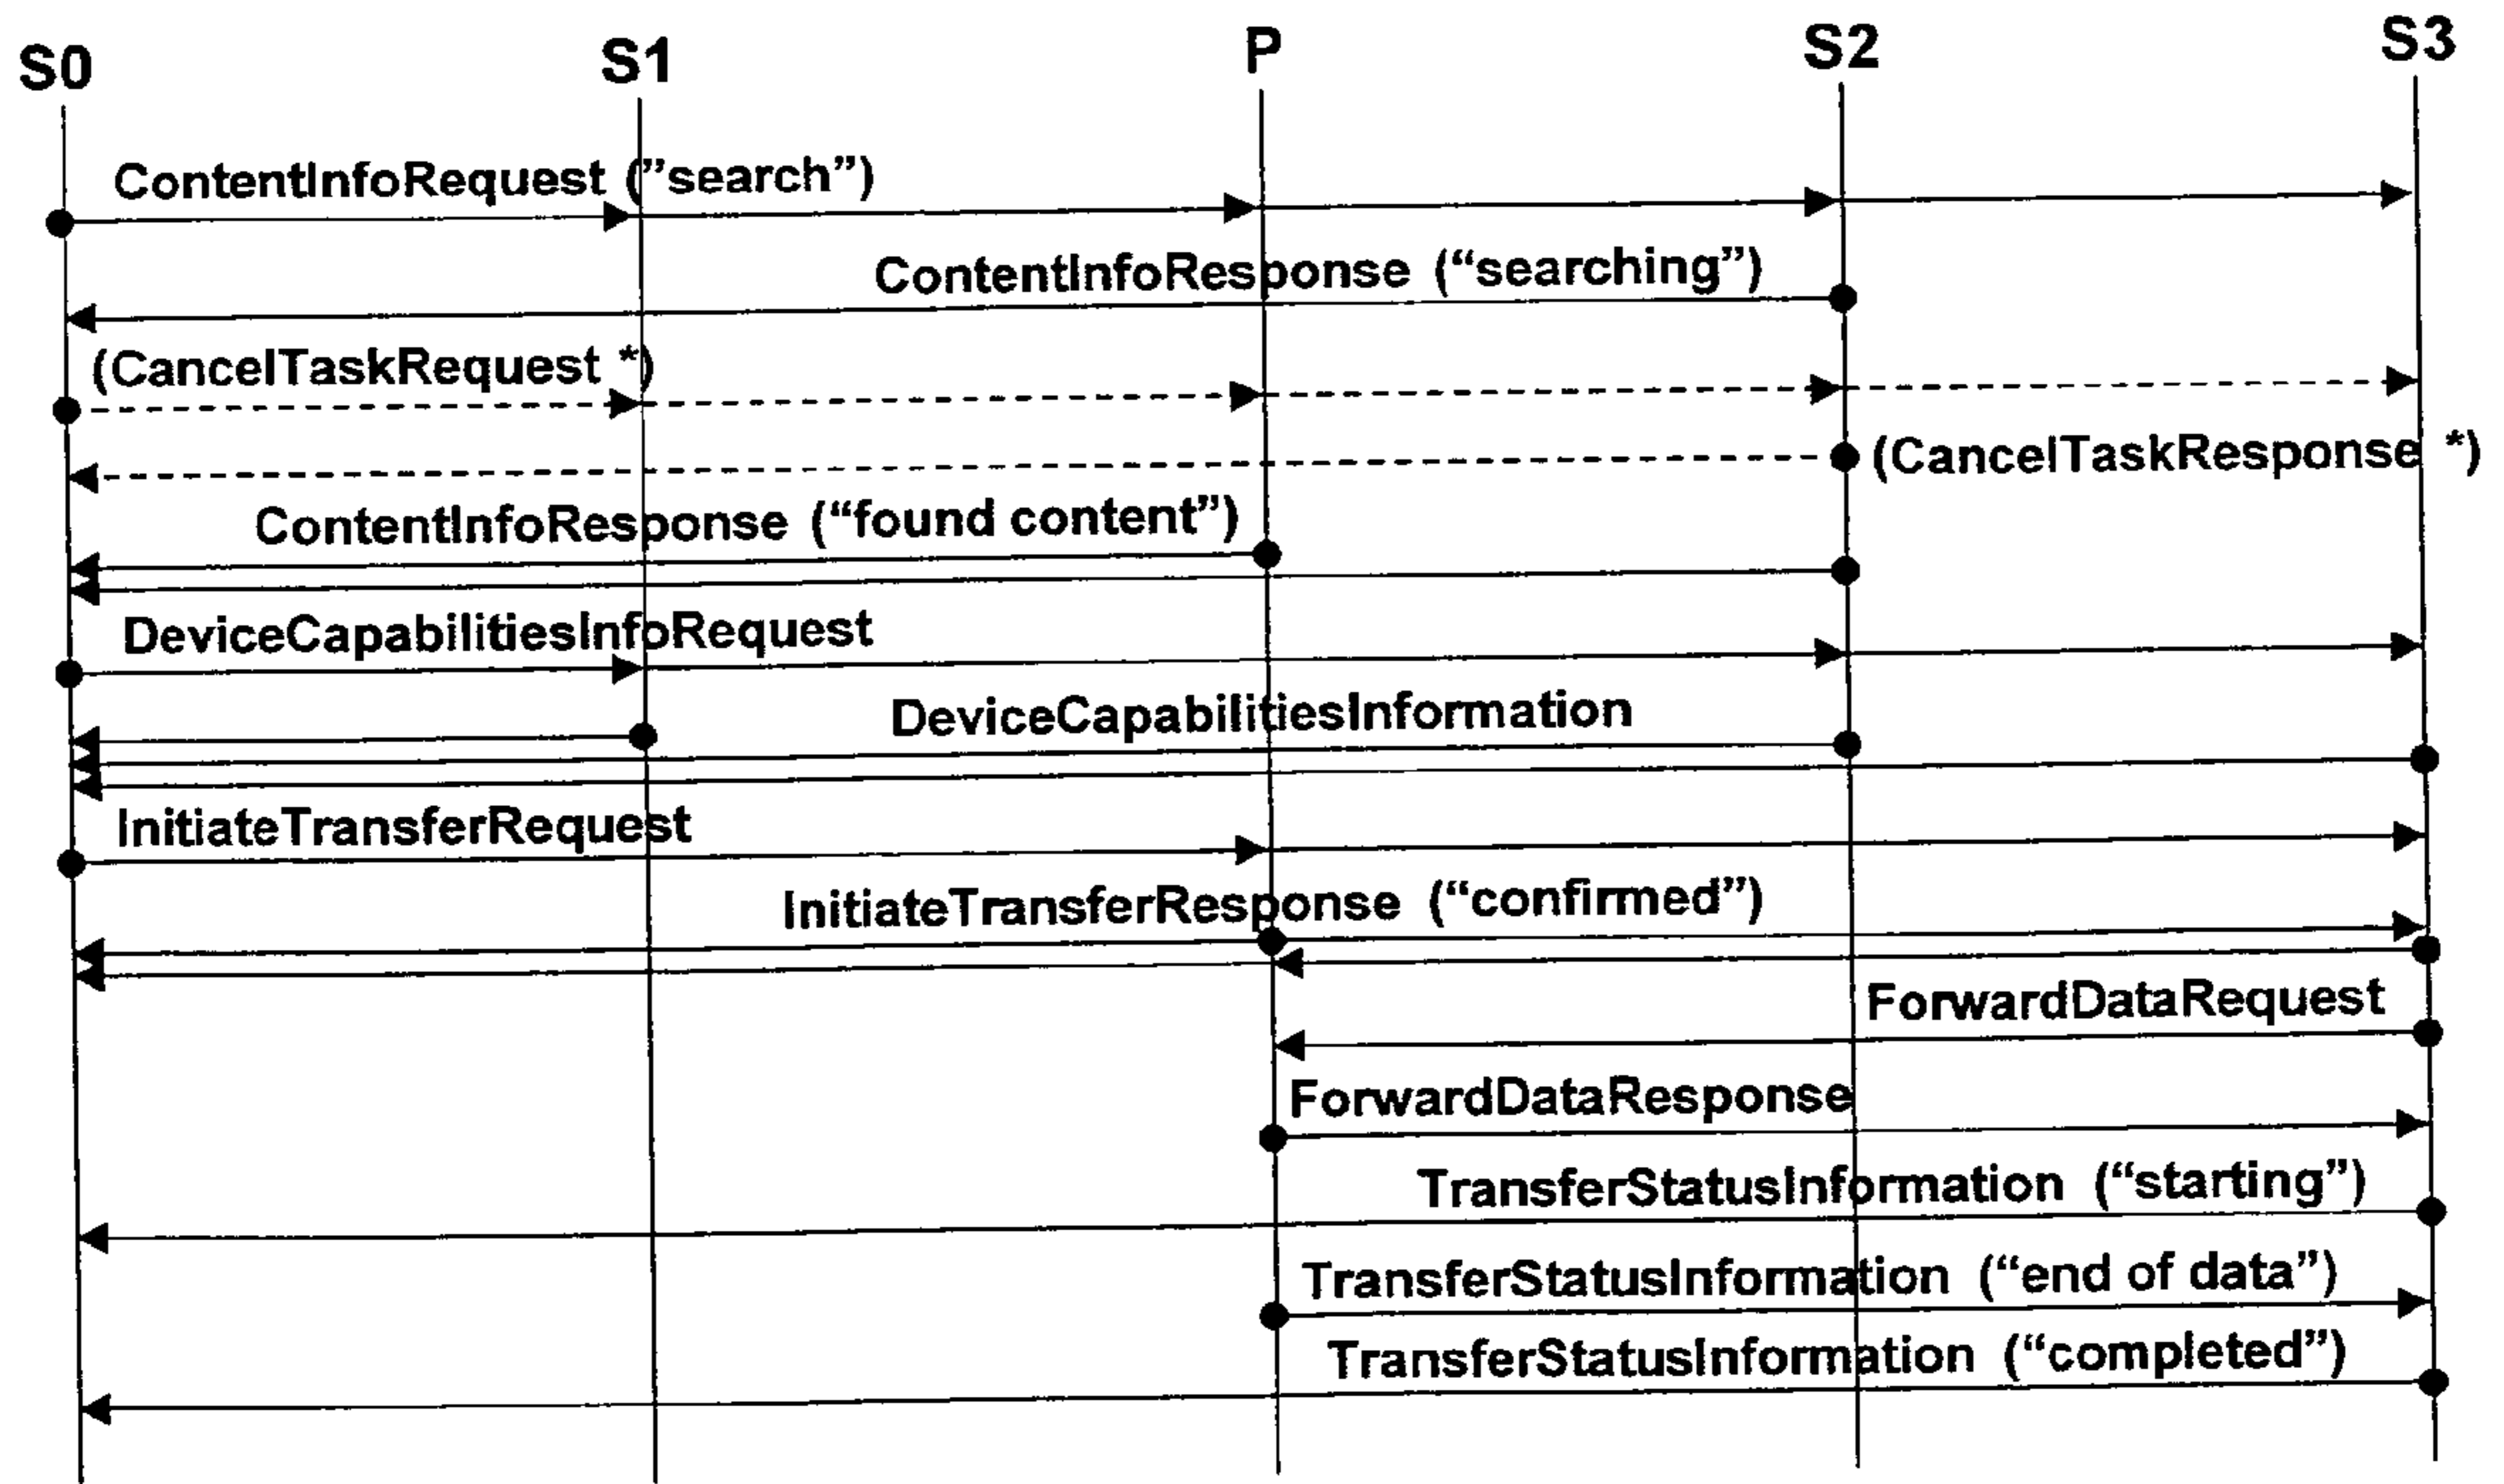 S0 S1 P S2 S3
ContentInfoRequest (”search”)
ContentInfoResponse (“searching”)
(CancelTaskRequest *)
(CancelTaskResponse *)
ContentInfoResponse (“found content”)
DeviceCapabilitiesInfoRequest
DeviceCapabilitiesInformation
InitiateTransferRequest
InitiateTransferResponse (“confirmed”)
ForwardDataRequest
ForwardDataResponse
TransferStatusInformation (“starting”)
TransferStatusInformation (“end of data”)
TransferStatusInformation (“completed”)